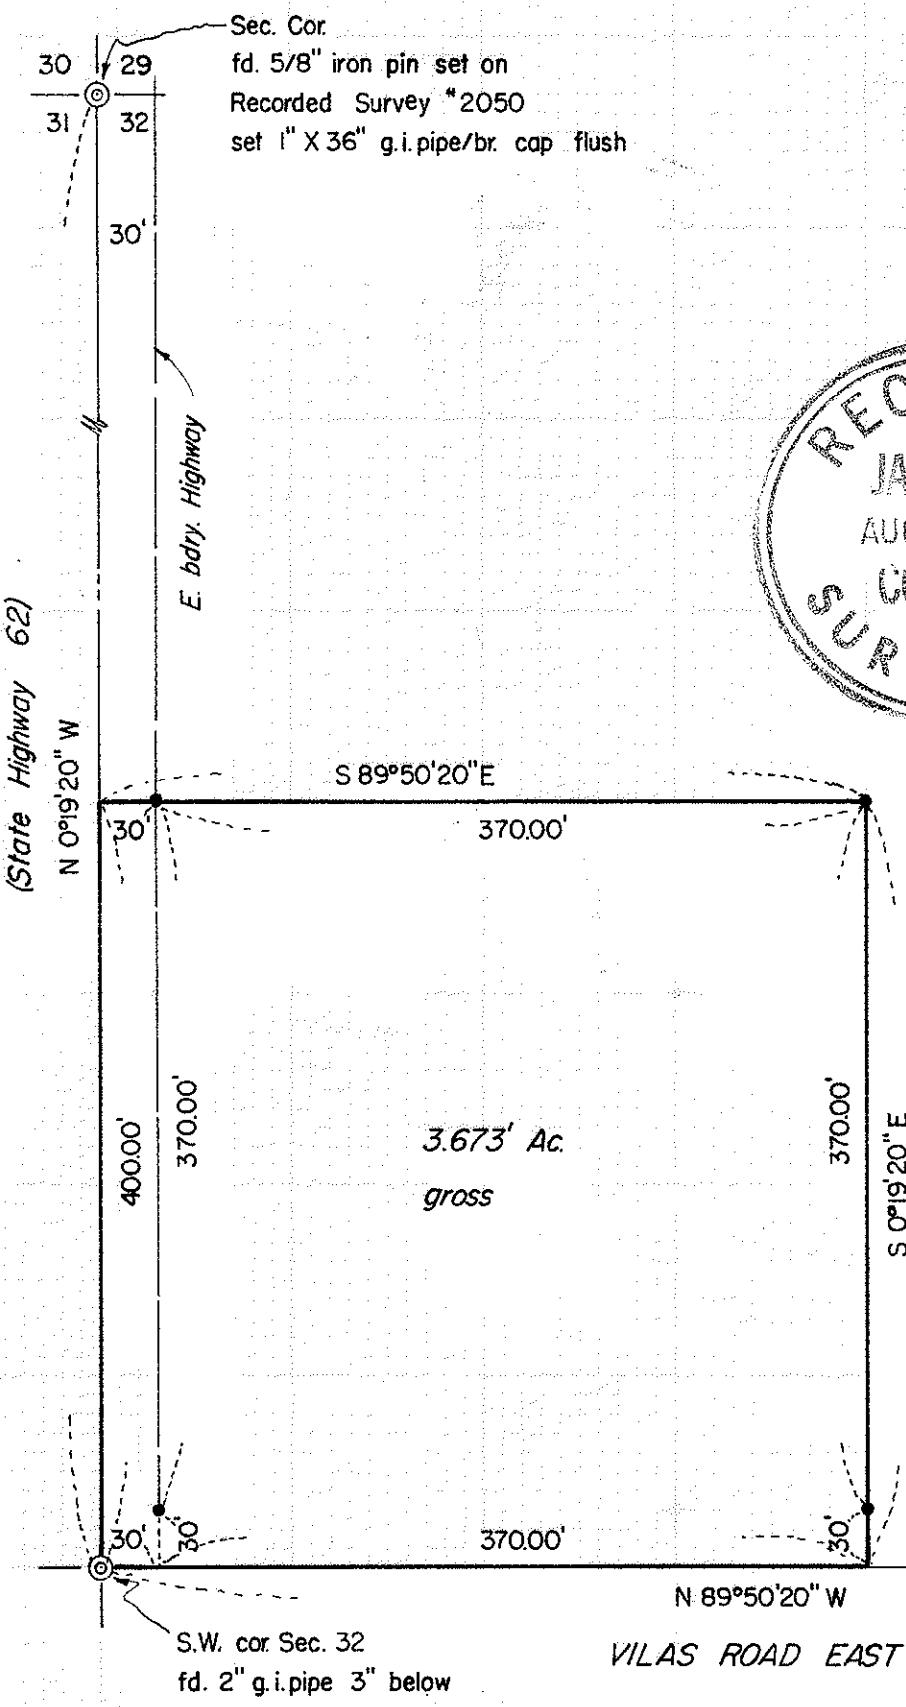 Sec. Cor.
30 29
fd. 5/8" iron pin set on
31 32
Recorded Survey #2050
set 1" X 36" g.i. pipe/br. cap flush
30'
E. bdry. Highway
(State Highway 62)
N 0°19'20" W
S 89°50'20" E
30' 370.00'
400.00'
370.00'
3.673' Ac.
gross
370.00'
S 0°19'20" E
30' 30' 370.00' 30'
N 89°50'20" W
S.W. cor. Sec. 32
VILAS ROAD EAST
fd. 2" g.i. pipe 3" below